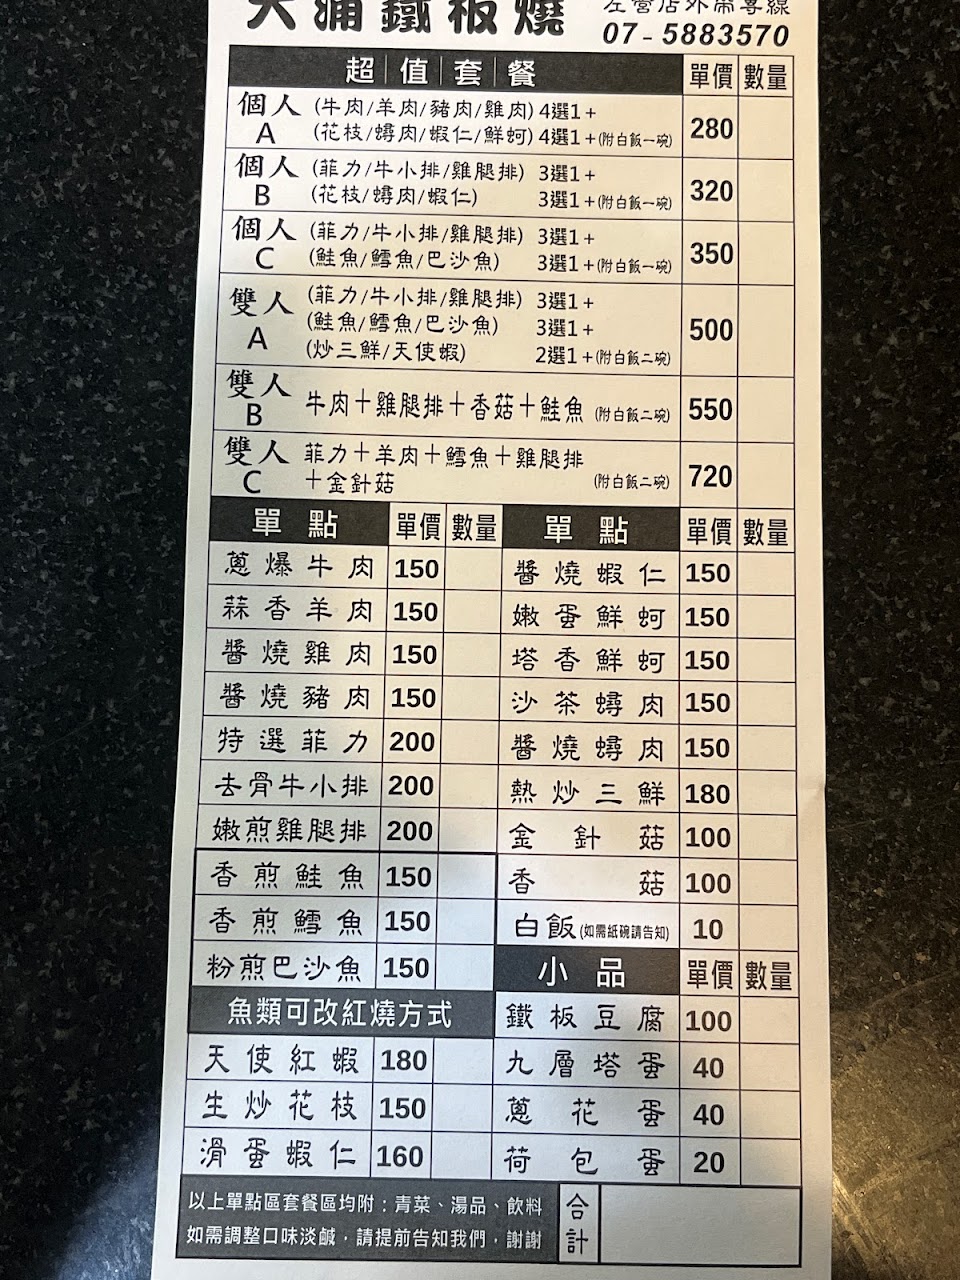 天浦鐵板燒
左營店外帶專線
07-5883570
超值套餐 單價 數量
個人A (牛肉/羊肉/豬肉/雞肉) 4選1+
(花枝/蟳肉/蝦仁/鮮蚵) 4選1+(附白飯一碗) 280
個人B (菲力/牛小排/雞腿排) 3選1+
(花枝/蟳肉/蝦仁) 3選1+(附白飯一碗) 320
個人C (菲力/牛小排/雞腿排) 3選1+
(鮭魚/鱈魚/巴沙魚) 3選1+(附白飯一碗) 350
雙人A (菲力/牛小排/雞腿排) 3選1+
(鮭魚/鱈魚/巴沙魚) 3選1+
(炒三鮮/天使蝦) 2選1+(附白飯二碗) 500
雙人B 牛肉+雞腿排+香菇+鮭魚 (附白飯二碗) 550
雙人C 菲力+羊肉+鱈魚+雞腿排
+金針菇 (附白飯二碗) 720
單點 單價 數量
蔥爆牛肉 150
蒜香羊肉 150
醬燒雞肉 150
醬燒豬肉 150
特選菲力 200
去骨牛小排 200
嫩煎雞腿排 200
香煎鮭魚 150
香煎鱈魚 150
粉煎巴沙魚 150
魚類可改紅燒方式
天使紅蝦 180
生炒花枝 150
滑蛋蝦仁 160
單點 單價 數量
醬燒蝦仁 150
嫩蛋鮮蚵 150
塔香鮮蚵 150
沙茶蟳肉 150
醬燒蟳肉 150
熱炒三鮮 180
金針菇 100
香菇 100
白飯(如需紙碗請告知) 10
小品 單價 數量
鐵板豆腐 100
九層塔蛋 40
蔥花蛋 40
荷包蛋 20
以上單點區套餐區均附：青菜、湯品、飲料
如需調整口味淡鹹，請提前告知我們，謝謝
合計